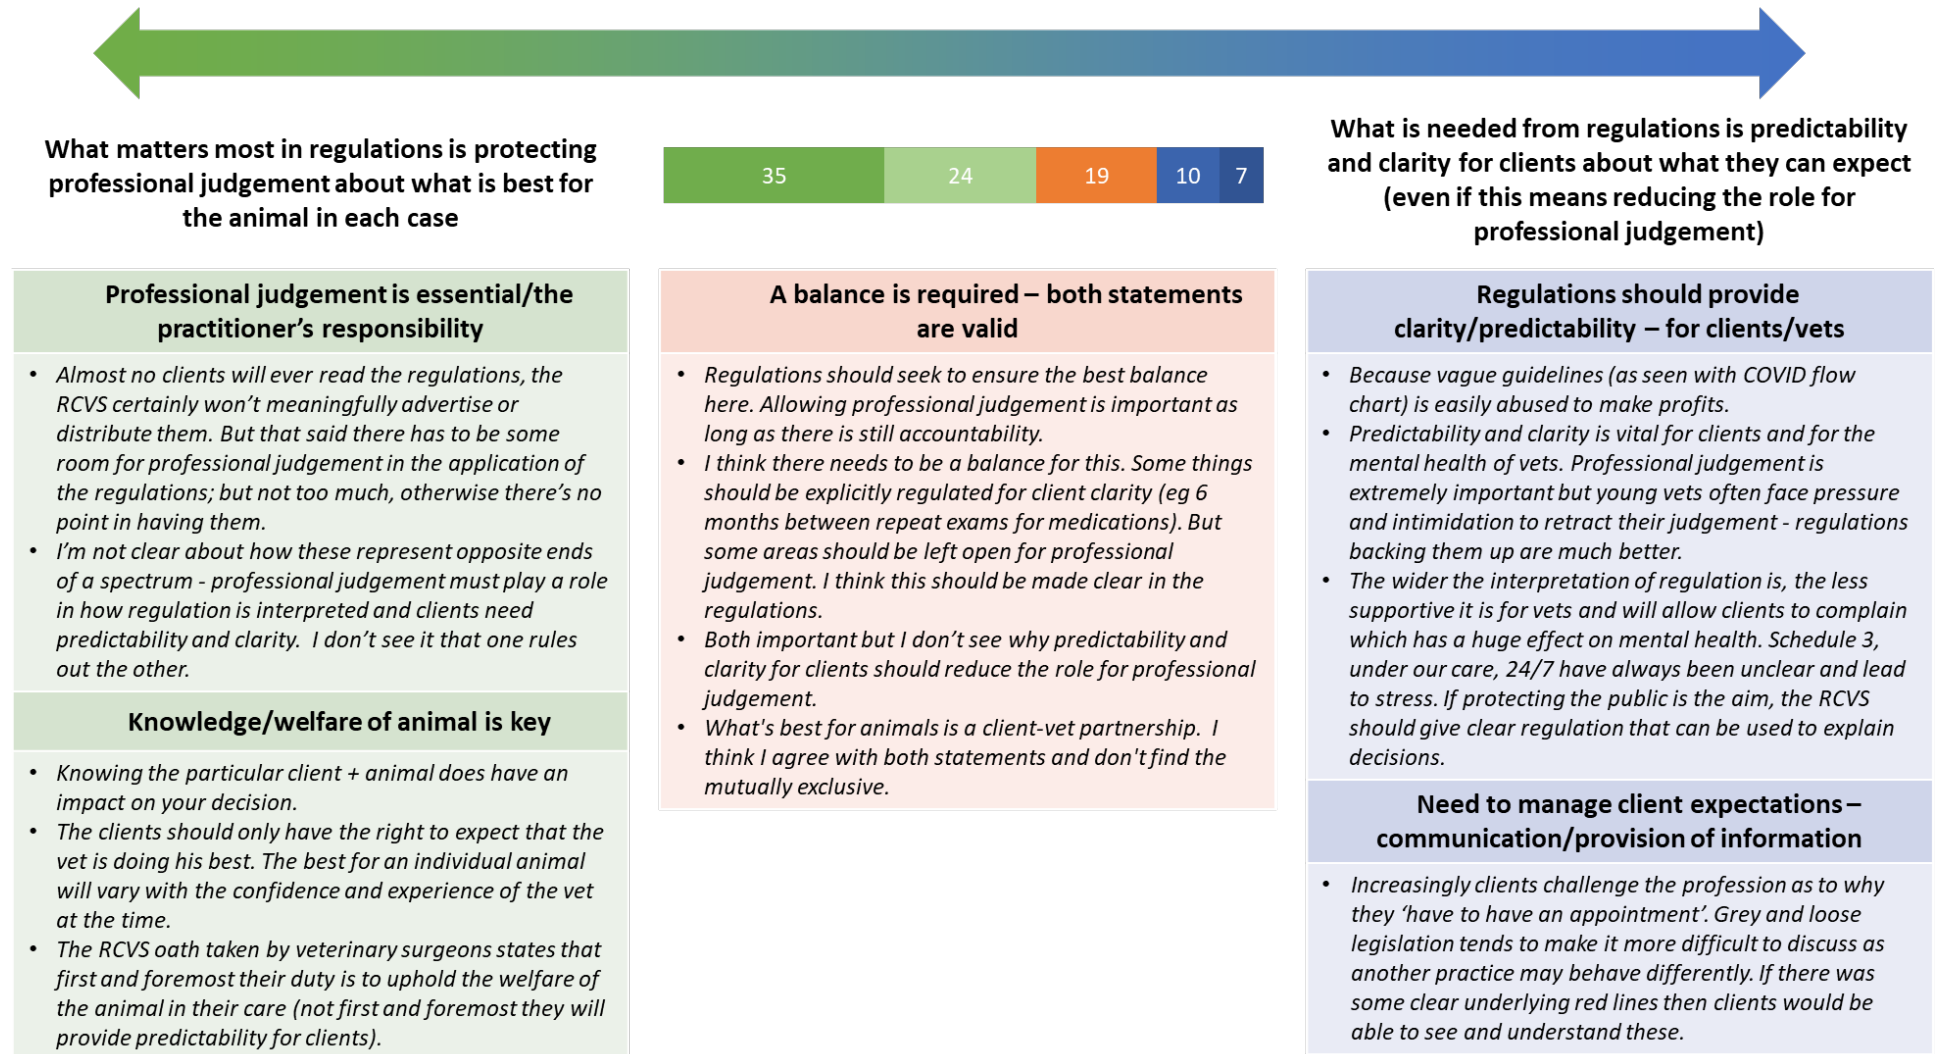 What matters most in regulations is protecting
professional judgement about what is best for
the animal in each case
35 24 19 10 7
What is needed from regulations is predictability
and clarity for clients about what they can expect
(even if this means reducing the role for
professional judgement)
Professional judgement is essential/the
practitioner’s responsibility
• Almost no clients will ever read the regulations, the
RCVS certainly won’t meaningfully advertise or
distribute them. But that said there has to be some
room for professional judgement in the application of
the regulations; but not too much, otherwise there’s no
point in having them.
• I’m not clear about how these represent opposite ends
of a spectrum - professional judgement must play a role
in how regulation is interpreted and clients need
predictability and clarity. I don’t see it that one rules
out the other.
Knowledge/welfare of animal is key
• Knowing the particular client + animal does have an
impact on your decision.
• The clients should only have the right to expect that the
vet is doing his best. The best for an individual animal
will vary with the confidence and experience of the vet
at the time.
• The RCVS oath taken by veterinary surgeons states that
first and foremost their duty is to uphold the welfare of
the animal in their care (not first and foremost they will
provide predictability for clients).
A balance is required – both statements
are valid
• Regulations should seek to ensure the best balance
here. Allowing professional judgement is important as
long as there is still accountability.
• I think there needs to be a balance for this. Some things
should be explicitly regulated for client clarity (eg 6
months between repeat exams for medications). But
some areas should be left open for professional
judgement. I think this should be made clear in the
regulations.
• Both important but I don’t see why predictability and
clarity for clients should reduce the role for professional
judgement.
• What's best for animals is a client-vet partnership. I
think I agree with both statements and don't find the
mutually exclusive.
Regulations should provide
clarity/predictability – for clients/vets
• Because vague guidelines (as seen with COVID flow
chart) is easily abused to make profits.
• Predictability and clarity is vital for clients and for the
mental health of vets. Professional judgement is
extremely important but young vets often face pressure
and intimidation to retract their judgement - regulations
backing them up are much better.
• The wider the interpretation of regulation is, the less
supportive it is for vets and will allow clients to complain
which has a huge effect on mental health. Schedule 3,
under our care, 24/7 have always been unclear and lead
to stress. If protecting the public is the aim, the RCVS
should give clear regulation that can be used to explain
decisions.
Need to manage client expectations –
communication/provision of information
• Increasingly clients challenge the profession as to why
they ‘have to have an appointment’. Grey and loose
legislation tends to make it more difficult to discuss as
another practice may behave differently. If there was
some clear underlying red lines then clients would be
able to see and understand these.